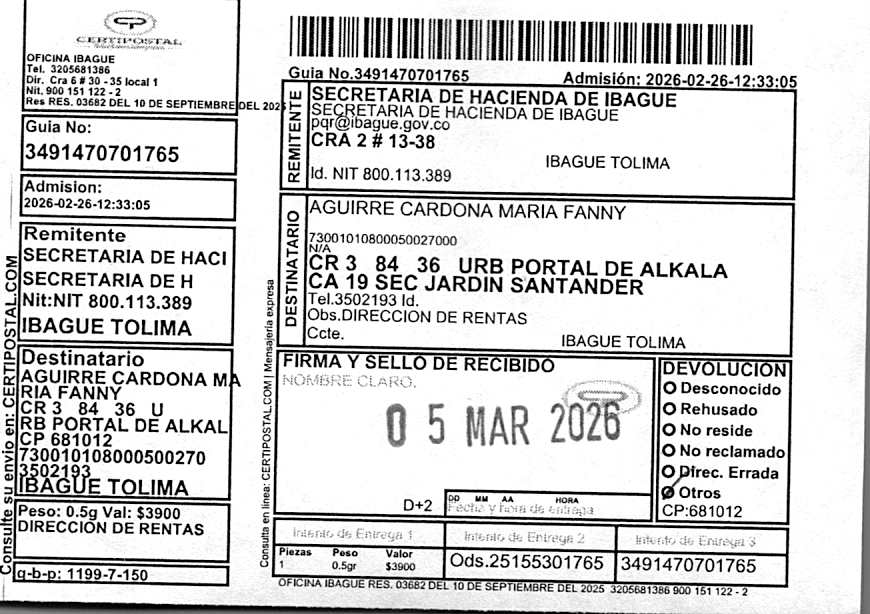 CERTIPOSTAL
OFICINA IBAGUE
Tel. 3205681386
Dir. Cra 6 # 30 - 35 local 1
Nit. 900 151 122 - 2
Res RES. 03682 DEL 10 DE SEPTIEMBRE DEL 2025
Guia No:
3491470701765
Admision:
2026-02-26-12:33:05
Remitente
SECRETARIA DE HACI
SECRETARIA DE H
Nit:NIT 800.113.389
IBAGUE TOLIMA
Destinatario
AGUIRRE CARDONA MA
RIA FANNY
CR 3 84 36 U
RB PORTAL DE ALKAL
CP 681012
730010108000500270
3502193
IBAGUE TOLIMA
Peso: 0.5g Val: $3900
DIRECCION DE RENTAS
g-b-p: 1199-7-150
Consulte su envio en: CERTIPOSTAL.COM
Guia No.3491470701765
Admisión: 2026-02-26-12:33:05
REMITENTE
SECRETARIA DE HACIENDA DE IBAGUE
SECRETARIA DE HACIENDA DE IBAGUE
pqr@ibague.gov.co
CRA 2 # 13-38
IBAGUE TOLIMA
Id. NIT 800.113.389
DESTINATARIO
AGUIRRE CARDONA MARIA FANNY
73001010800050027000
N/A
CR 3 84 36 URB PORTAL DE ALKALA
CA 19 SEC JARDIN SANTANDER
Tel.3502193 Id.
Obs.DIRECCION DE RENTAS
Ccte.
IBAGUE TOLIMA
Consulta en linea: CERTIPOSTAL.COM | Mensajería expresa
FIRMA Y SELLO DE RECIBIDO
NOMBRE CLARO.
05 MAR 2026
D+2
DD MM AA HORA
Fecha y hora de entrega
DEVOLUCION
Desconocido
Rehusado
No reside
No reclamado
Direc. Errada
Otros
CP:681012
Intento de Entrega 1
Intento de Entrega 2
Intento de Entrega 3
Piezas Peso Valor
1 0.5gr $3900
Ods.25155301765
3491470701765
OFICINA IBAGUE RES. 03682 DEL 10 DE SEPTIEMBRE DEL 2025 3205681386 900 151 122 - 2